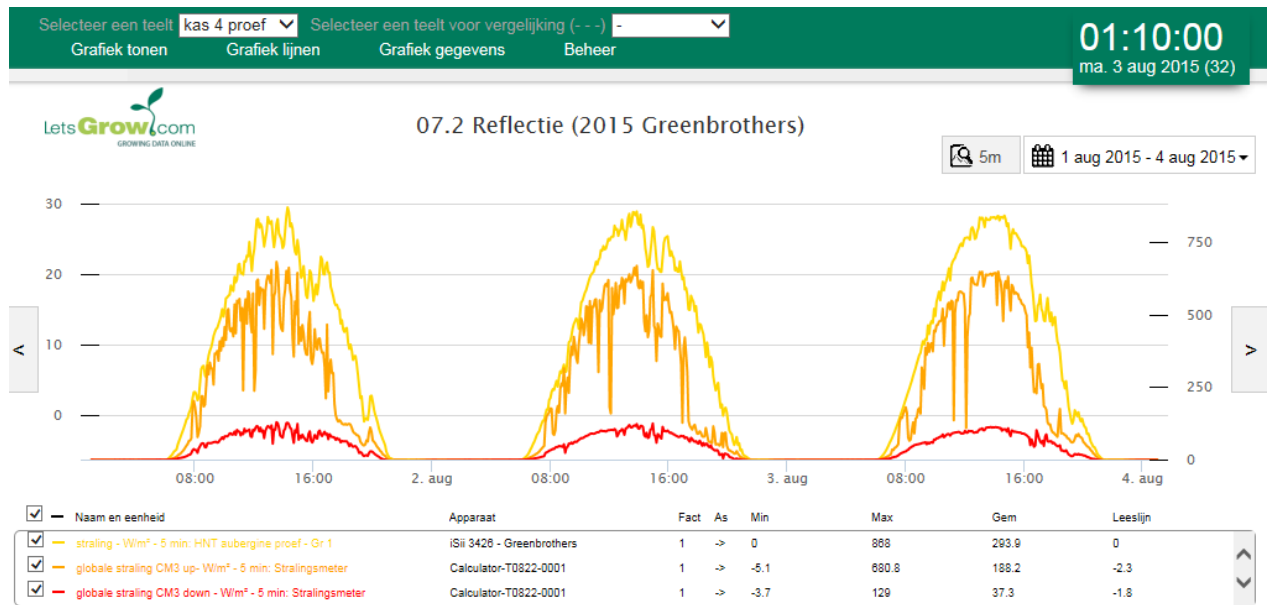 Selecteer een teelt kas 4 proef Selecteer een teelt voor vergelijking (- - -) -
Grafiek tonen Grafiek lijnen Grafiek gegevens Beheer
01:10:00
ma. 3 aug 2015 (32)
LetsGrow.com
GROWING DATA ONLINE
07.2 Reflectie (2015 Greenbrothers)
5m 1 aug 2015 - 4 aug 2015
30
750
20
500
< 10 >
250
0
0
08:00 16:00 2. aug 08:00 16:00 3. aug 08:00 16:00 4. aug
Naam en eenheid Apparaat Fact As Min Max Gem Leeslijn
straling - W/m² - 5 min: HNT aubergine proef - Gr 1 iSii 3426 - Greenbrothers 1 -> 0 868 293.9 0
globale straling CM3 up- W/m² - 5 min: Stralingsmeter Calculator-T0822-0001 1 -> -5.1 680.8 188.2 -2.3
globale straling CM3 down - W/m² - 5 min: Stralingsmeter Calculator-T0822-0001 1 -> -3.7 129 37.3 -1.8